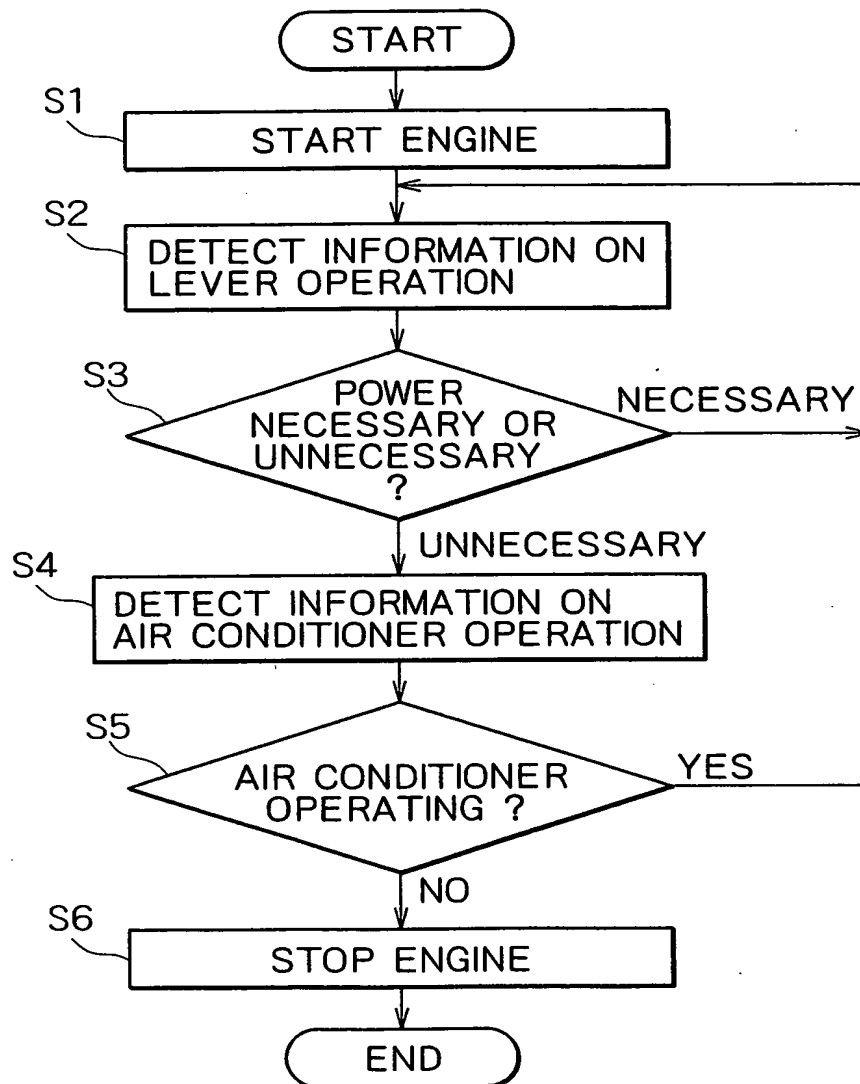 START
S1
START ENGINE
S2
DETECT INFORMATION ON
LEVER OPERATION
S3
POWER
NECESSARY OR
UNNECESSARY
?
NECESSARY
UNNECESSARY
S4
DETECT INFORMATION ON
AIR CONDITIONER OPERATION
S5
AIR CONDITIONER
OPERATING ?
YES
NO
S6
STOP ENGINE
END